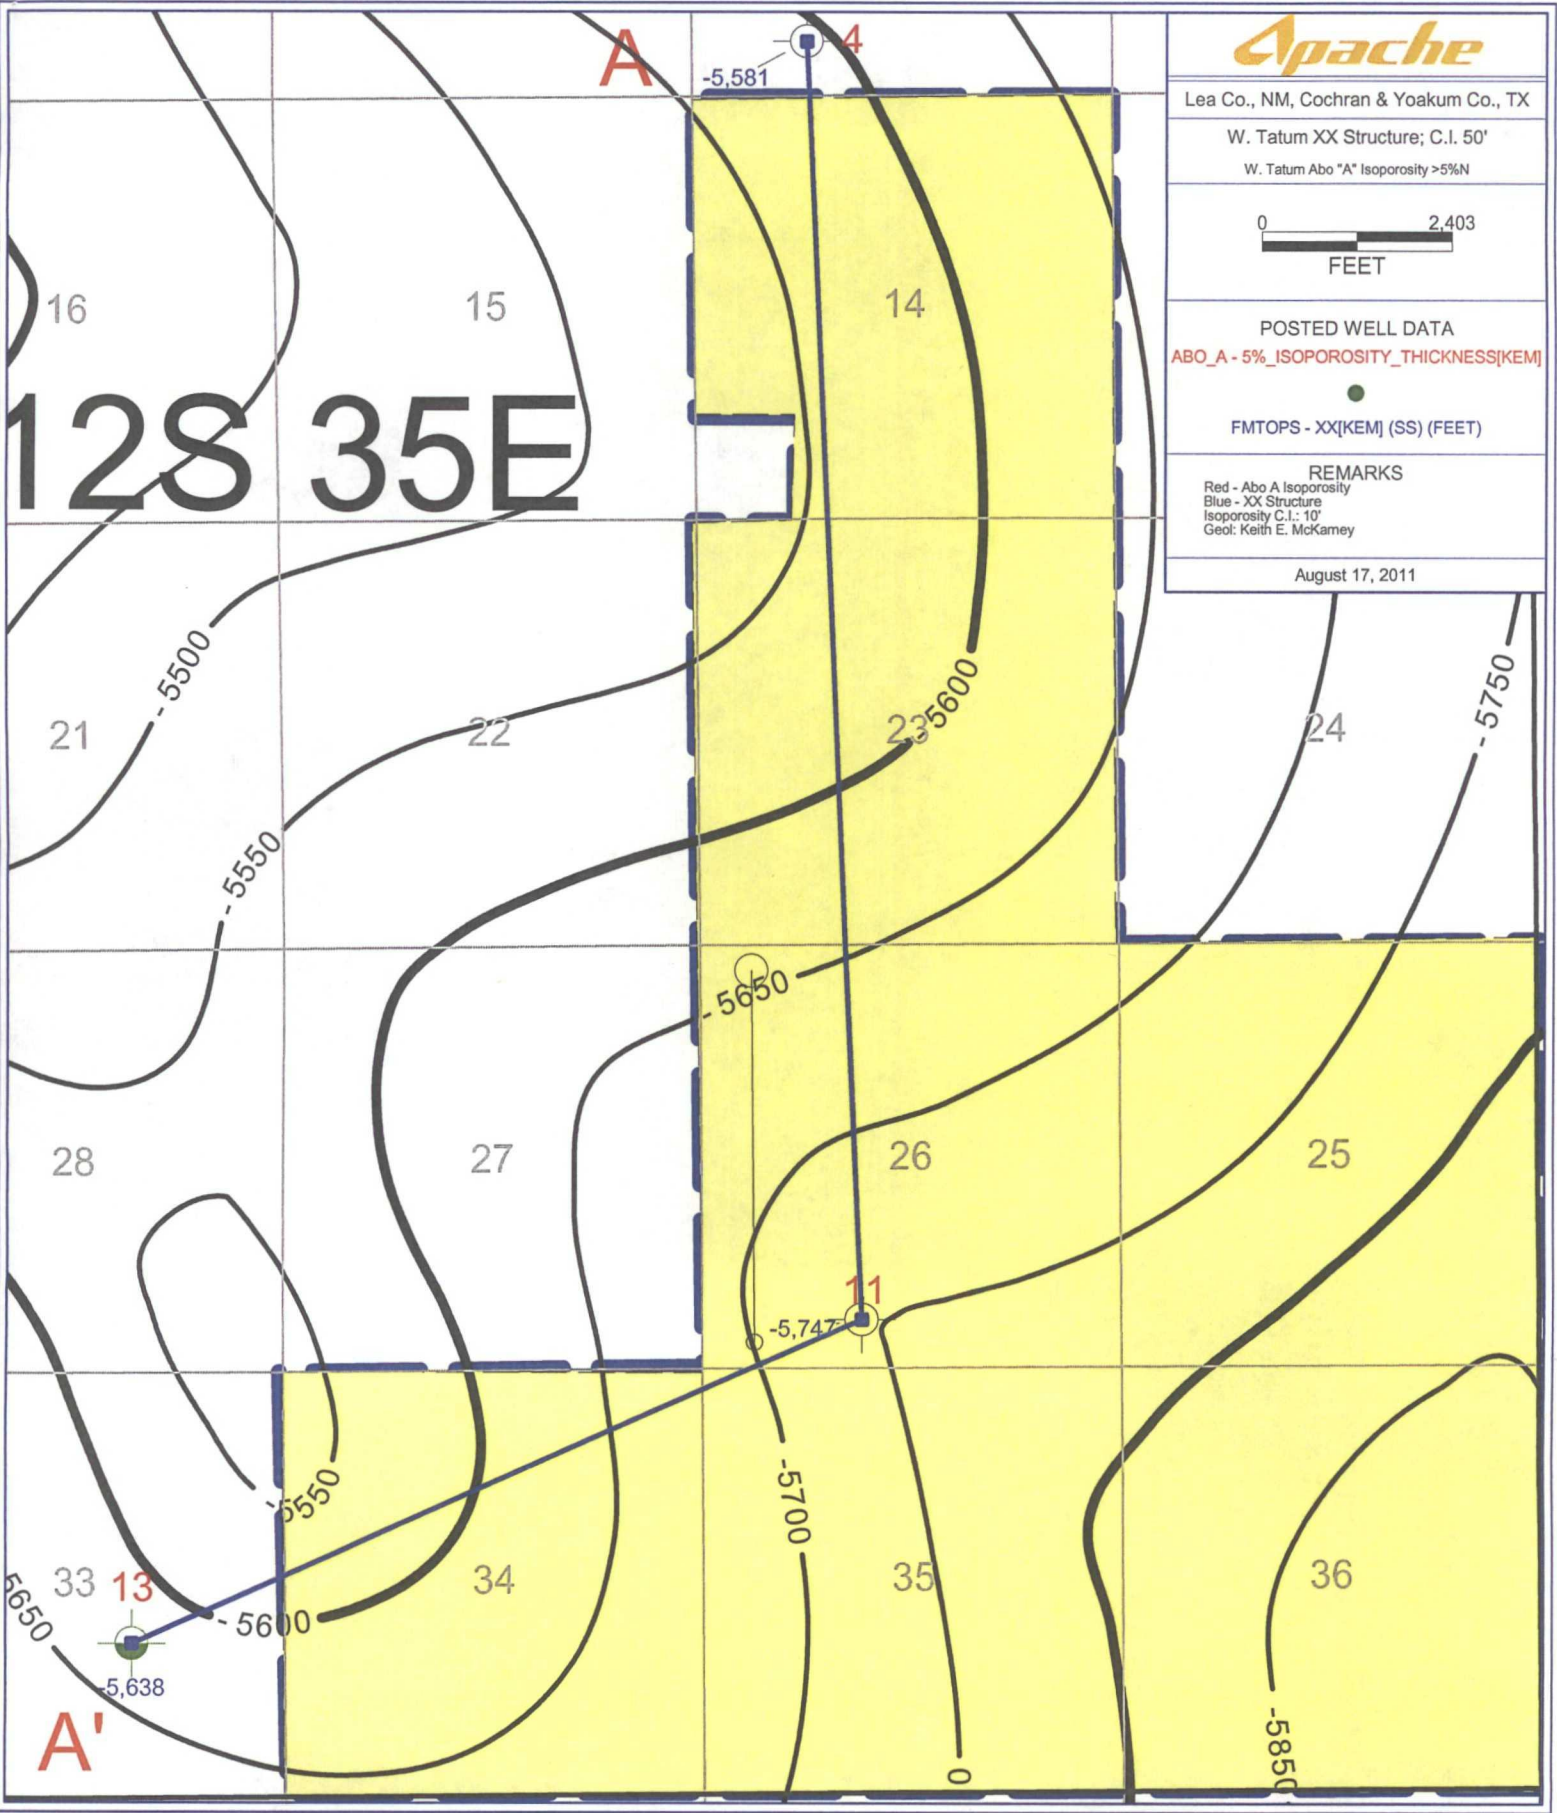 Apache
Lea Co., NM, Cochran & Yoakum Co., TX
W. Tatum XX Structure; C.I. 50'
W. Tatum Abo "A" Isoporosity >5%N
0 2,403
FEET
POSTED WELL DATA
ABO_A - 5%_ISOPOROSITY_THICKNESS[KEM]
FMTOPS - XX[KEM] (SS) (FEET)
REMARKS
Red - Abo A Isoporosity
Blue - XX Structure
Isoporosity C.I.: 10'
Geol: Keith E. McKamey
August 17, 2011
A
4
-5,581
16
15
14
12S 35E
-5500
-5600
-5750
21
22
23
24
-5550
-5650
28
27
26
25
11
-5,747
-5550
-5700
33
13
34
35
36
5650
-5600
-5,638
A'
0
-5850